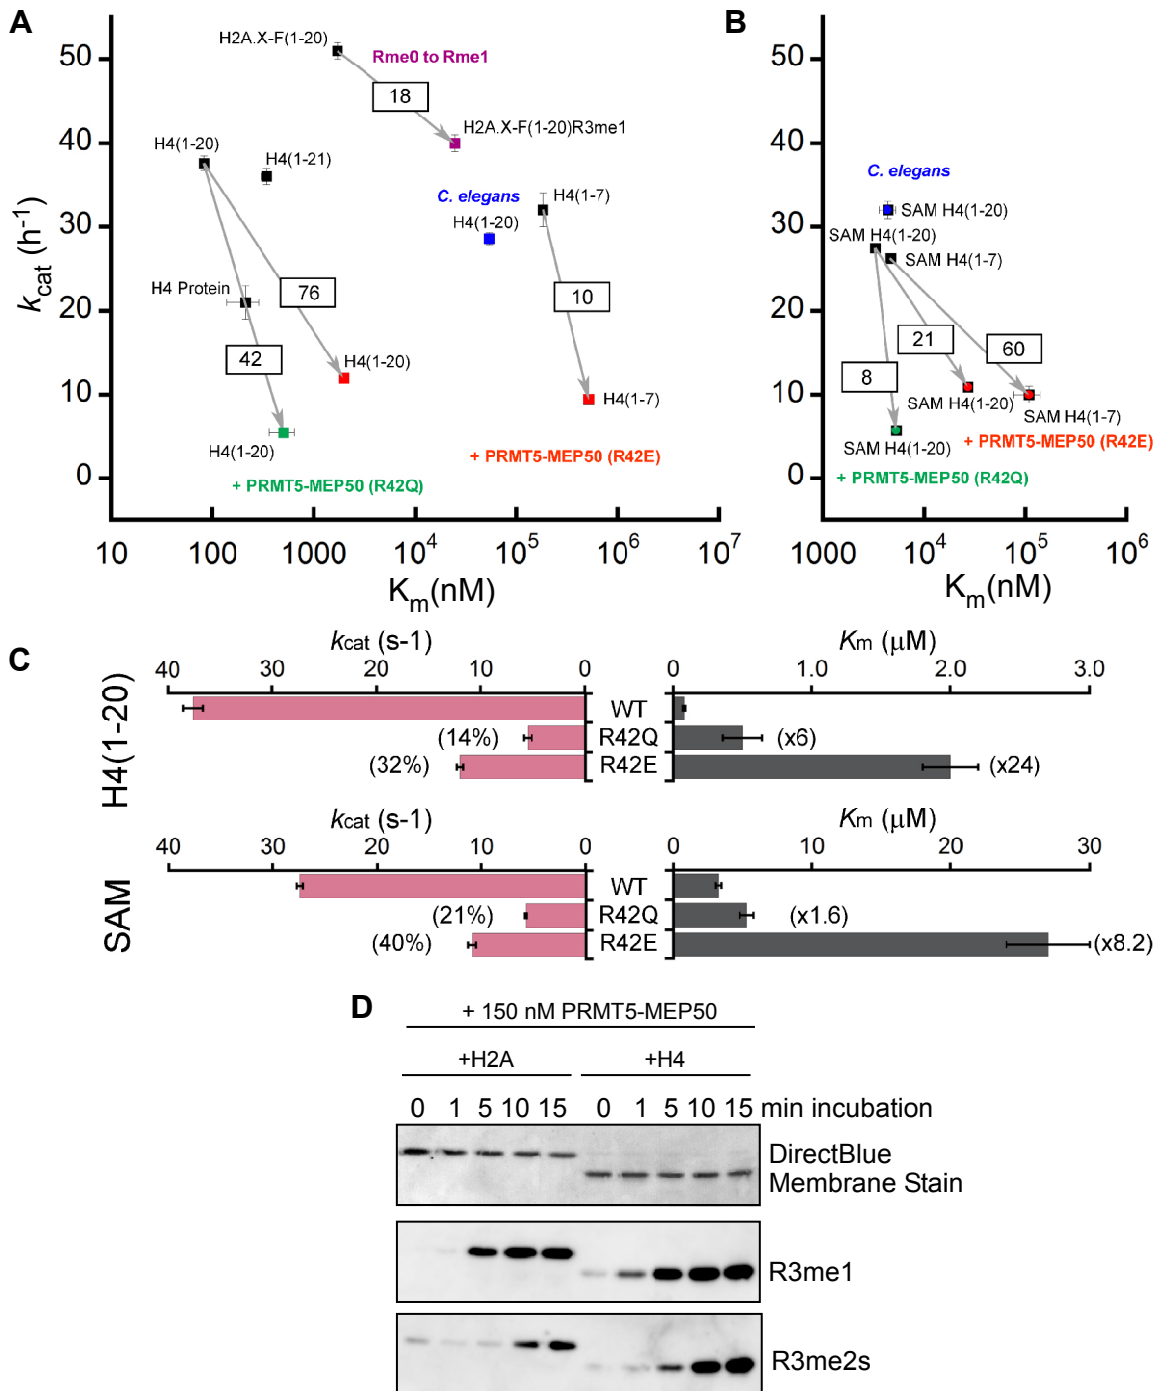 A
B
H2A.X-F(1-20)
Rme0 to Rme1
50
18
H2A.X-F(1-20)R3me1
40
H4(1-20)
H4(1-21)
C. elegans
H4(1-20)
H4(1-7)
30
kcat (h-1)
H4 Protein
76
10
20
42
H4(1-20)
H4(1-7)
10
H4(1-20)
+ PRMT5-MEP50 (R42E)
+ PRMT5-MEP50 (R42Q)
0
10 100 1000 10^4 10^5 10^6 10^7
Km(nM)
50
40
C. elegans
SAM H4(1-20)
30
SAM H4(1-20)
SAM H4(1-7)
20
21
60
8
10
SAM H4(1-20)
SAM H4(1-7)
+ PRMT5-MEP50 (R42E)
SAM H4(1-20)
+ PRMT5-MEP50 (R42Q)
0
1000 10^4 10^5 10^6
Km(nM)
C
kcat (s-1) Km (μM)
40 30 20 10 0 0 1.0 2.0 3.0
H4(1-20)
WT
(14%) R42Q (x6)
(32%) R42E (x24)
kcat (s-1) Km (μM)
40 30 20 10 0 0 10 20 30
SAM
WT
(21%) R42Q (x1.6)
(40%) R42E (x8.2)
D
+ 150 nM PRMT5-MEP50
+H2A +H4
0 1 5 10 15 0 1 5 10 15 min incubation
DirectBlue
Membrane Stain
R3me1
R3me2s